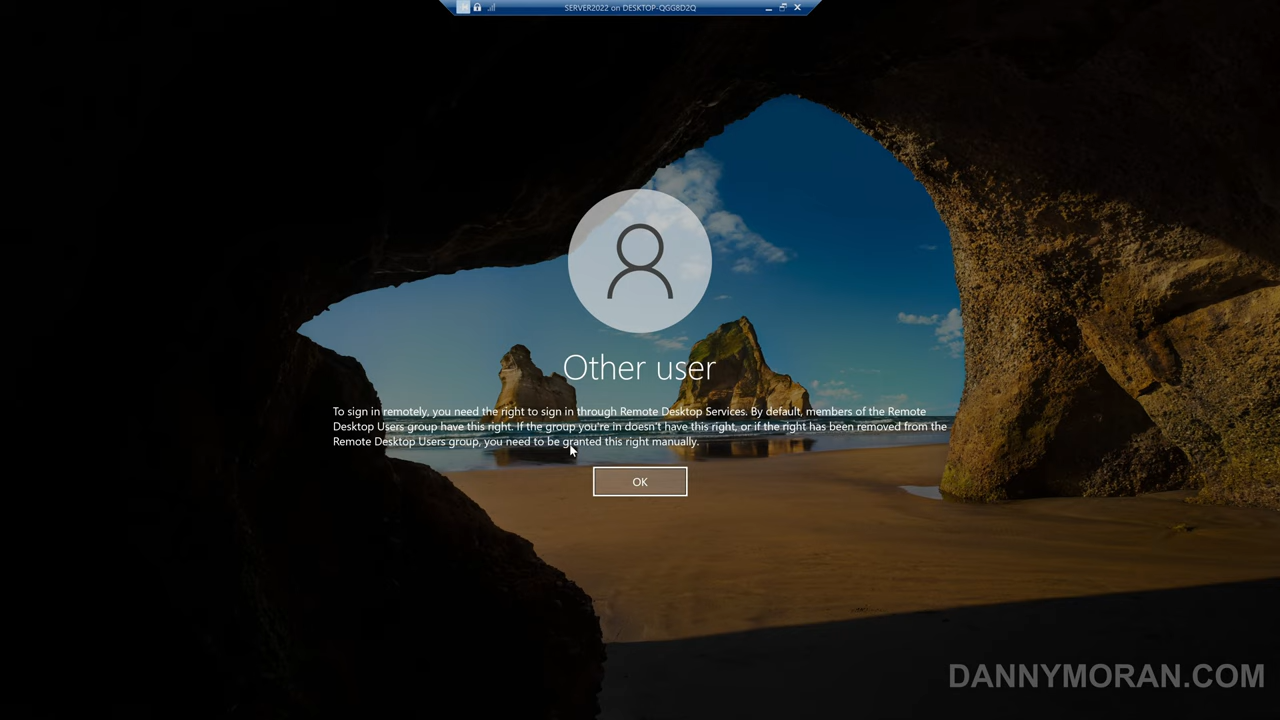 SERVER2022 on DESKTOP-QGG8D2Q
Other user
To sign in remotely, you need the right to sign in through Remote Desktop Services. By default, members of the Remote
Desktop Users group have this right. If the group you're in doesn't have this right, or if the right has been removed from the
Remote Desktop Users group, you need to be granted this right manually.
OK
DANNYMORAN.COM